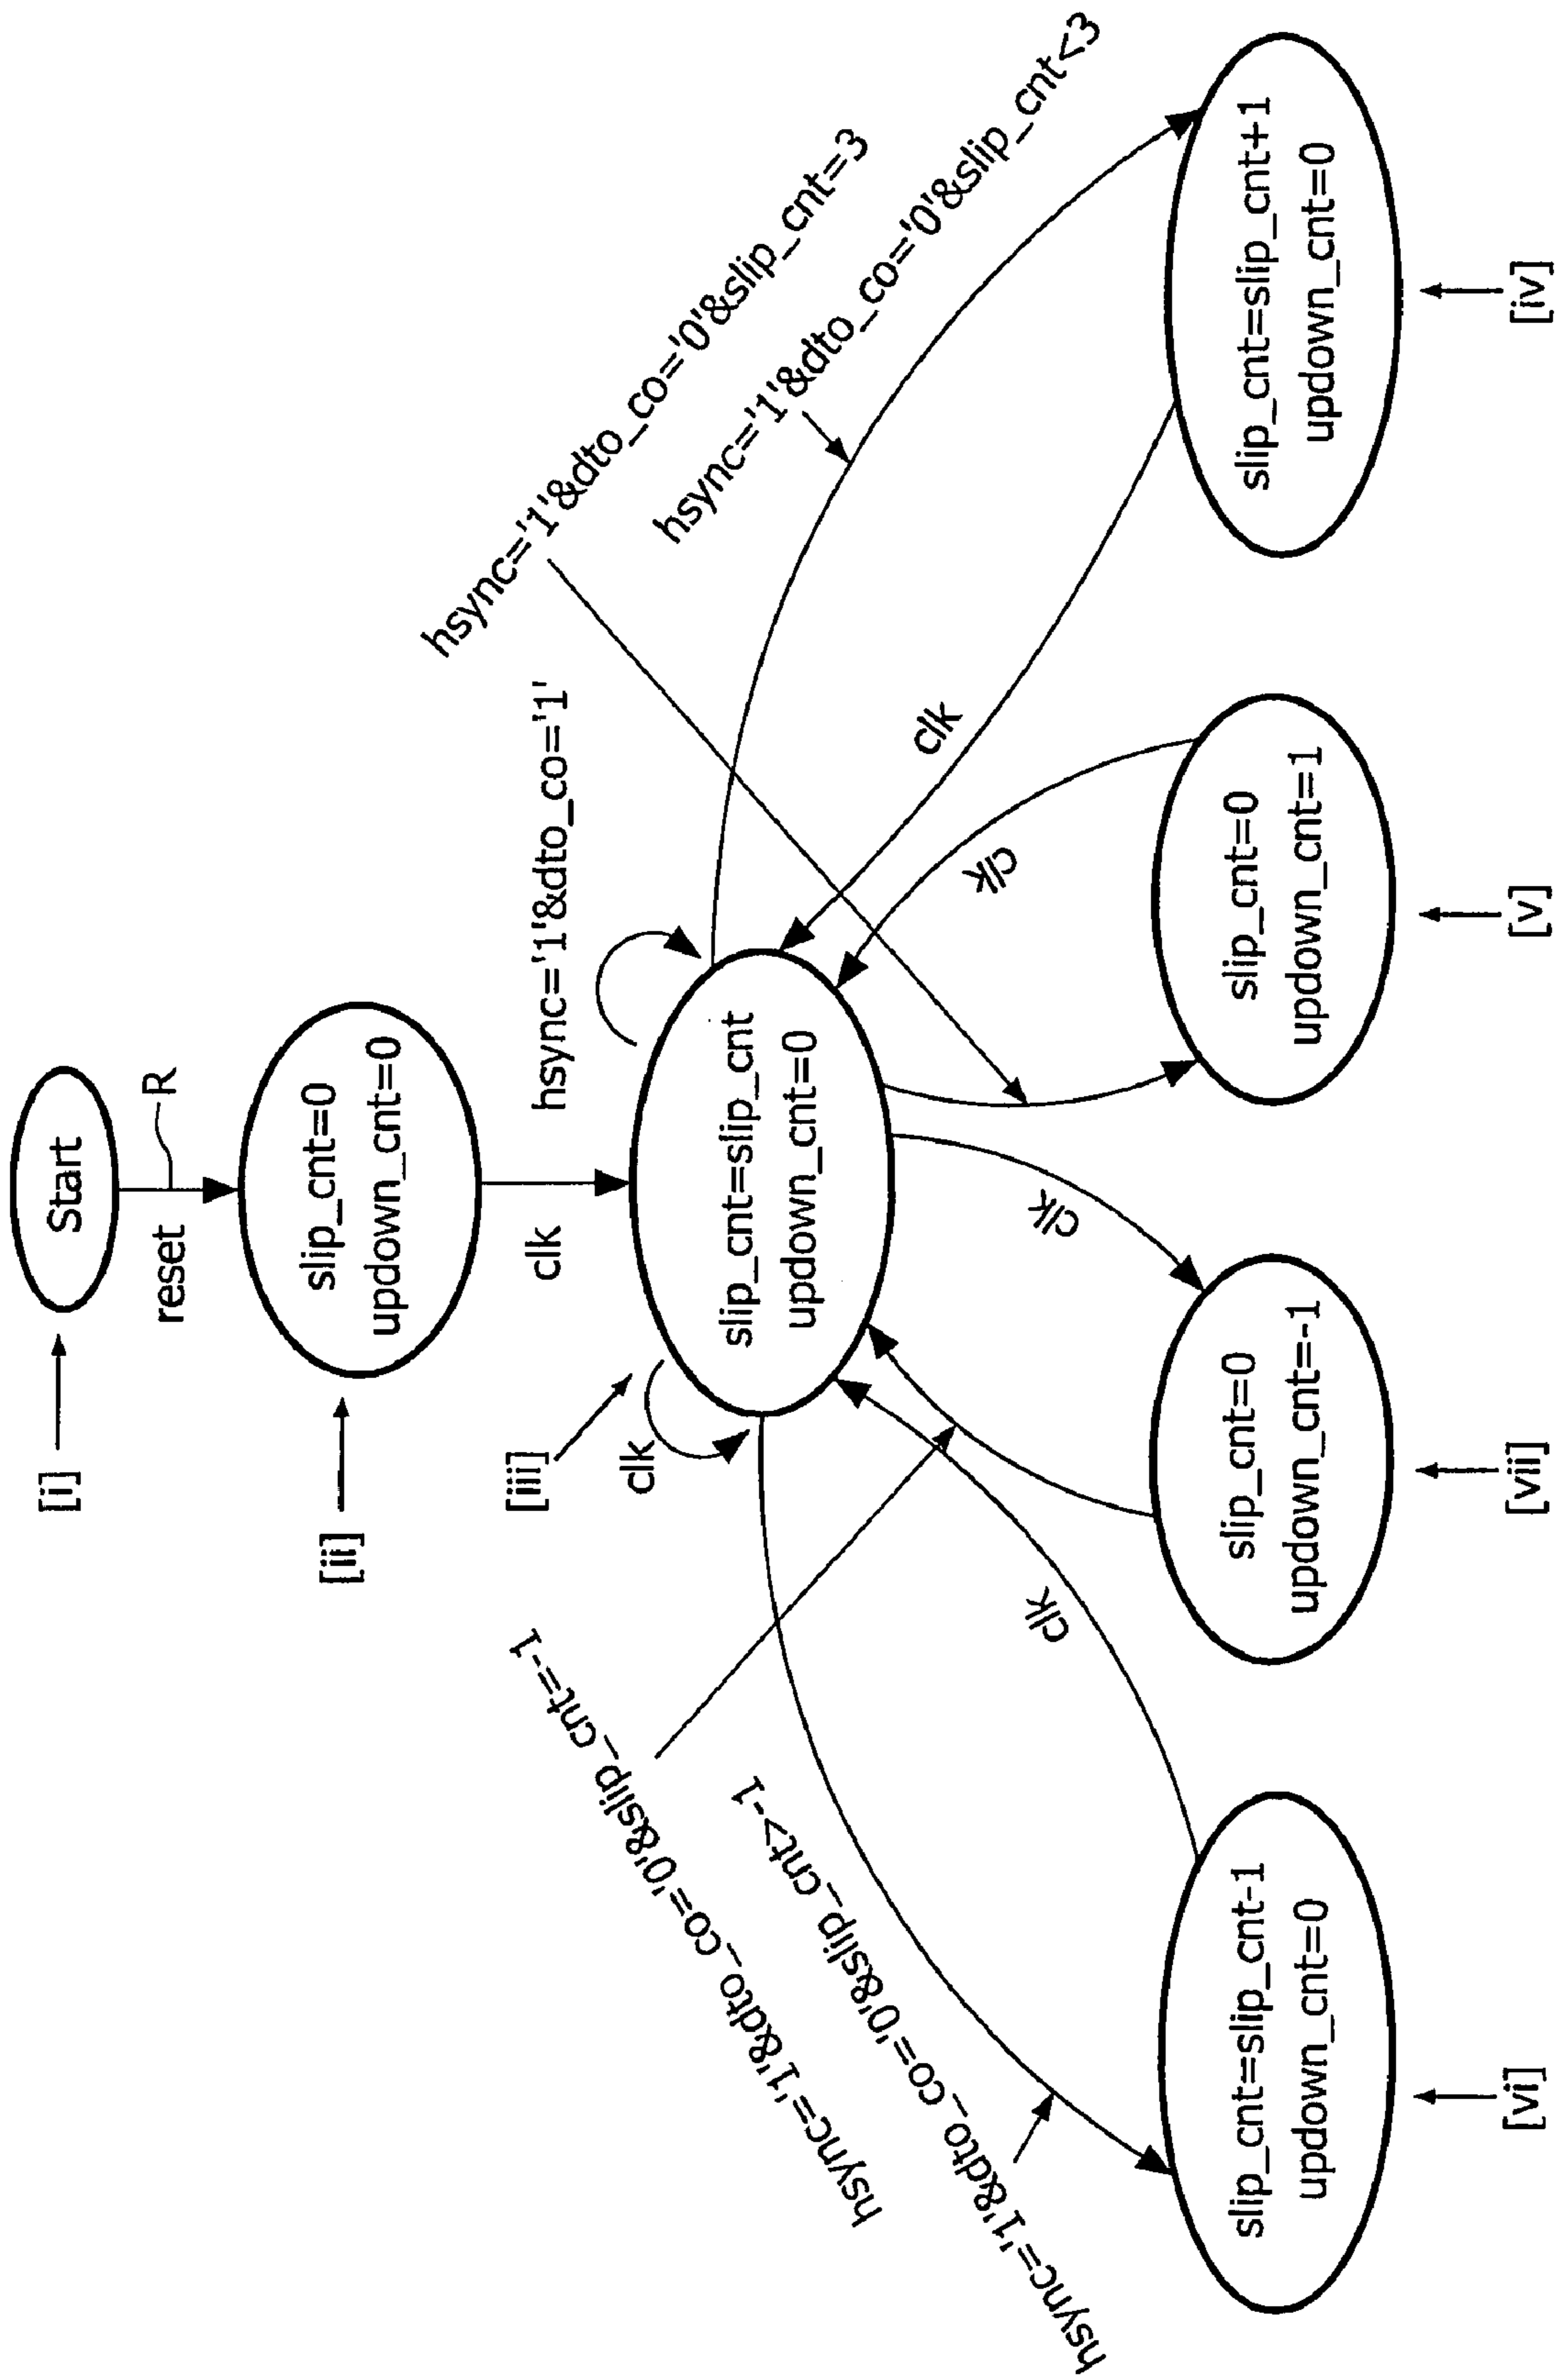 [i]
Start
reset
R
[ii]
slip_cnt=0
updown_cnt=0
clk
hsync='1'&dto_co='1'
[iii]
clk
slip_cnt=slip_cnt
updown_cnt=0
hsync='1'&dto_co='0'&slip_cnt=3
hsync='1'&dto_co='0'&slip_cnt<3
hsync='1'&dto_co='0'&slip_cnt=-1
hsync='1'&dto_co='0'&slip_cnt>-1
clk
clk
clk
clk
slip_cnt=slip_cnt-1
updown_cnt=0
slip_cnt=0
updown_cnt=-1
slip_cnt=0
updown_cnt=1
slip_cnt=slip_cnt+1
updown_cnt=0
[vi]
[vii]
[v]
[iv]